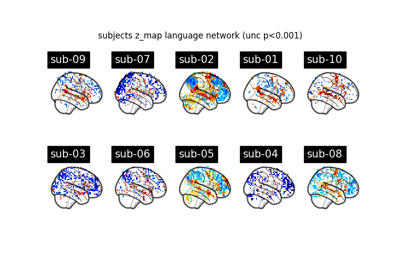 subjects z_map language network (unc p<0.001)
sub-09 sub-07 sub-02 sub-01 sub-10
sub-03 sub-06 sub-05 sub-04 sub-08